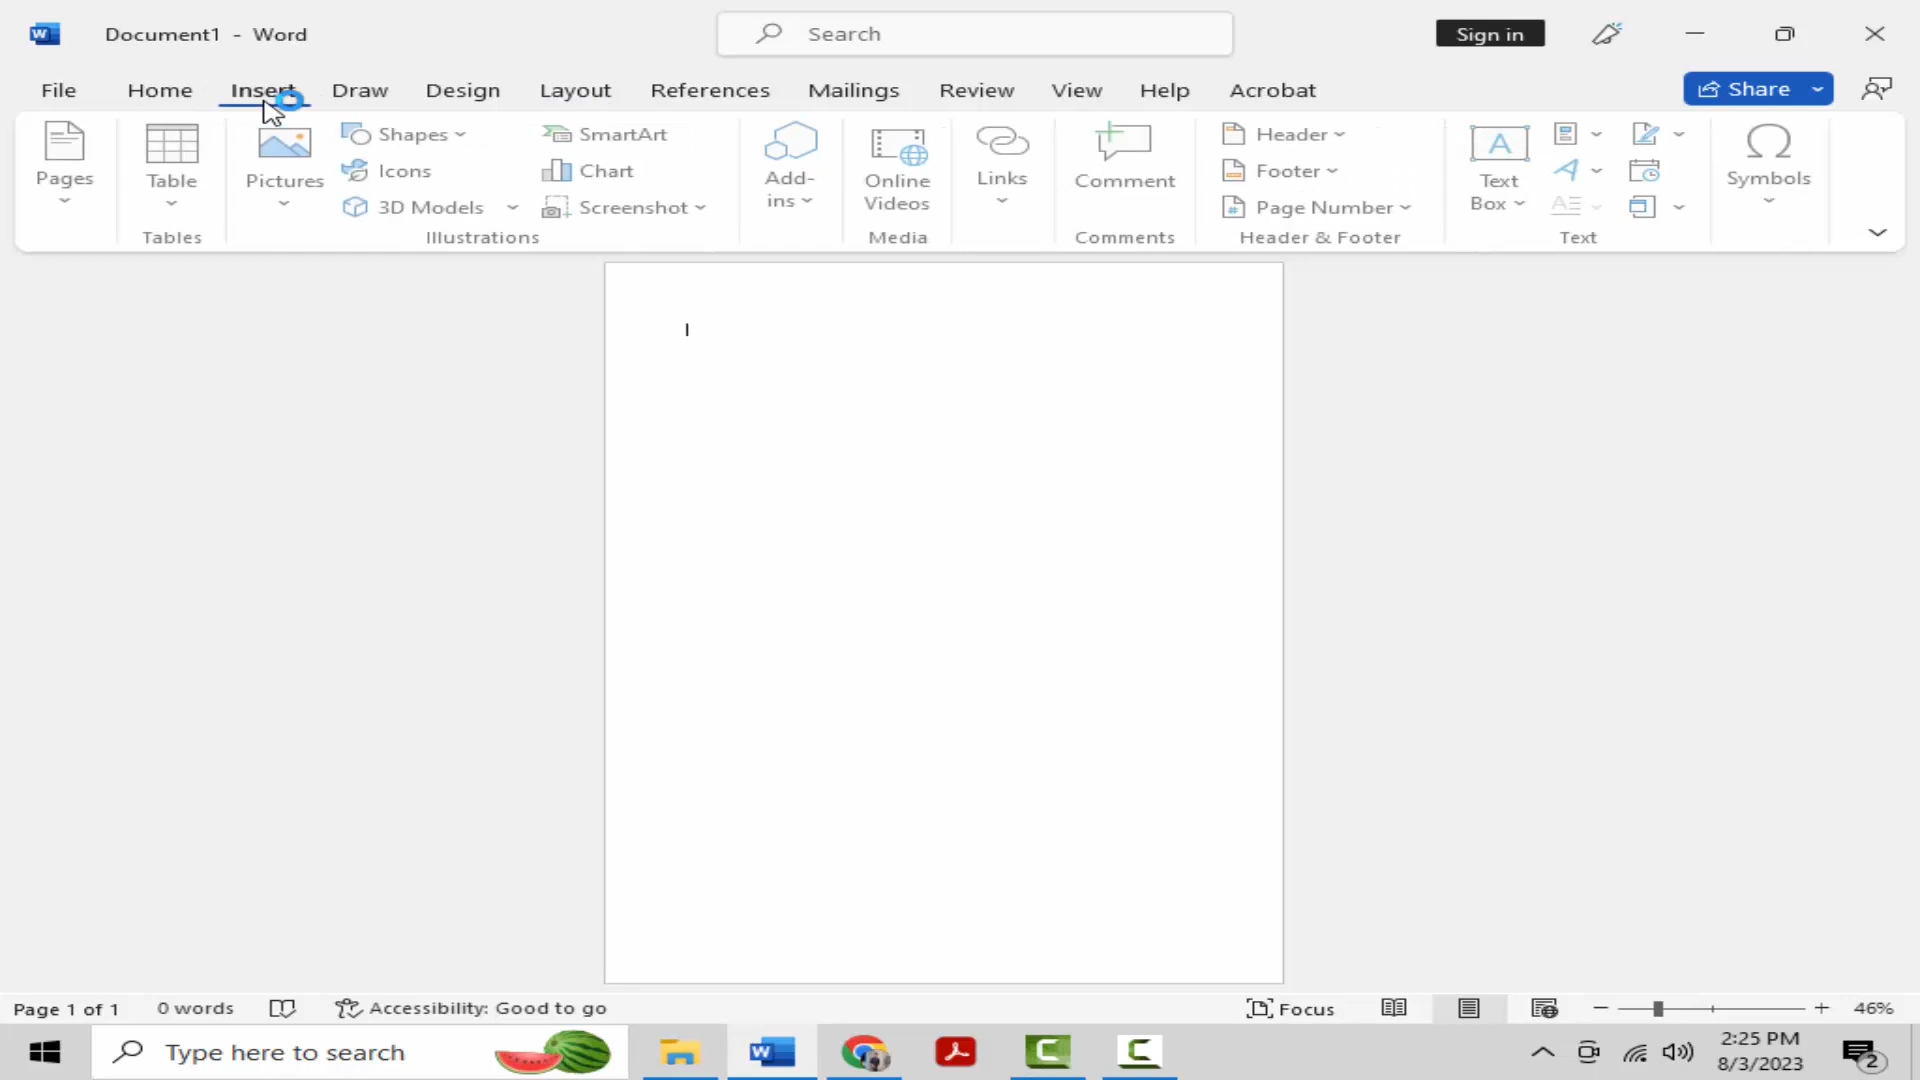 Document1 - Word
Search
Sign in
File Home Insert Draw Design Layout References Mailings Review View Help Acrobat
Share
Pages
Table
Tables
Pictures
Shapes
Icons
3D Models
SmartArt
Chart
Screenshot
Illustrations
Add-
ins
Online
Videos
Media
Links
Comment
Comments
Header
Footer
Page Number
Header & Footer
Text
Box
Text
Symbols
Page 1 of 1 0 words Accessibility: Good to go Focus 46%
Type here to search
2:25 PM
8/3/2023
2